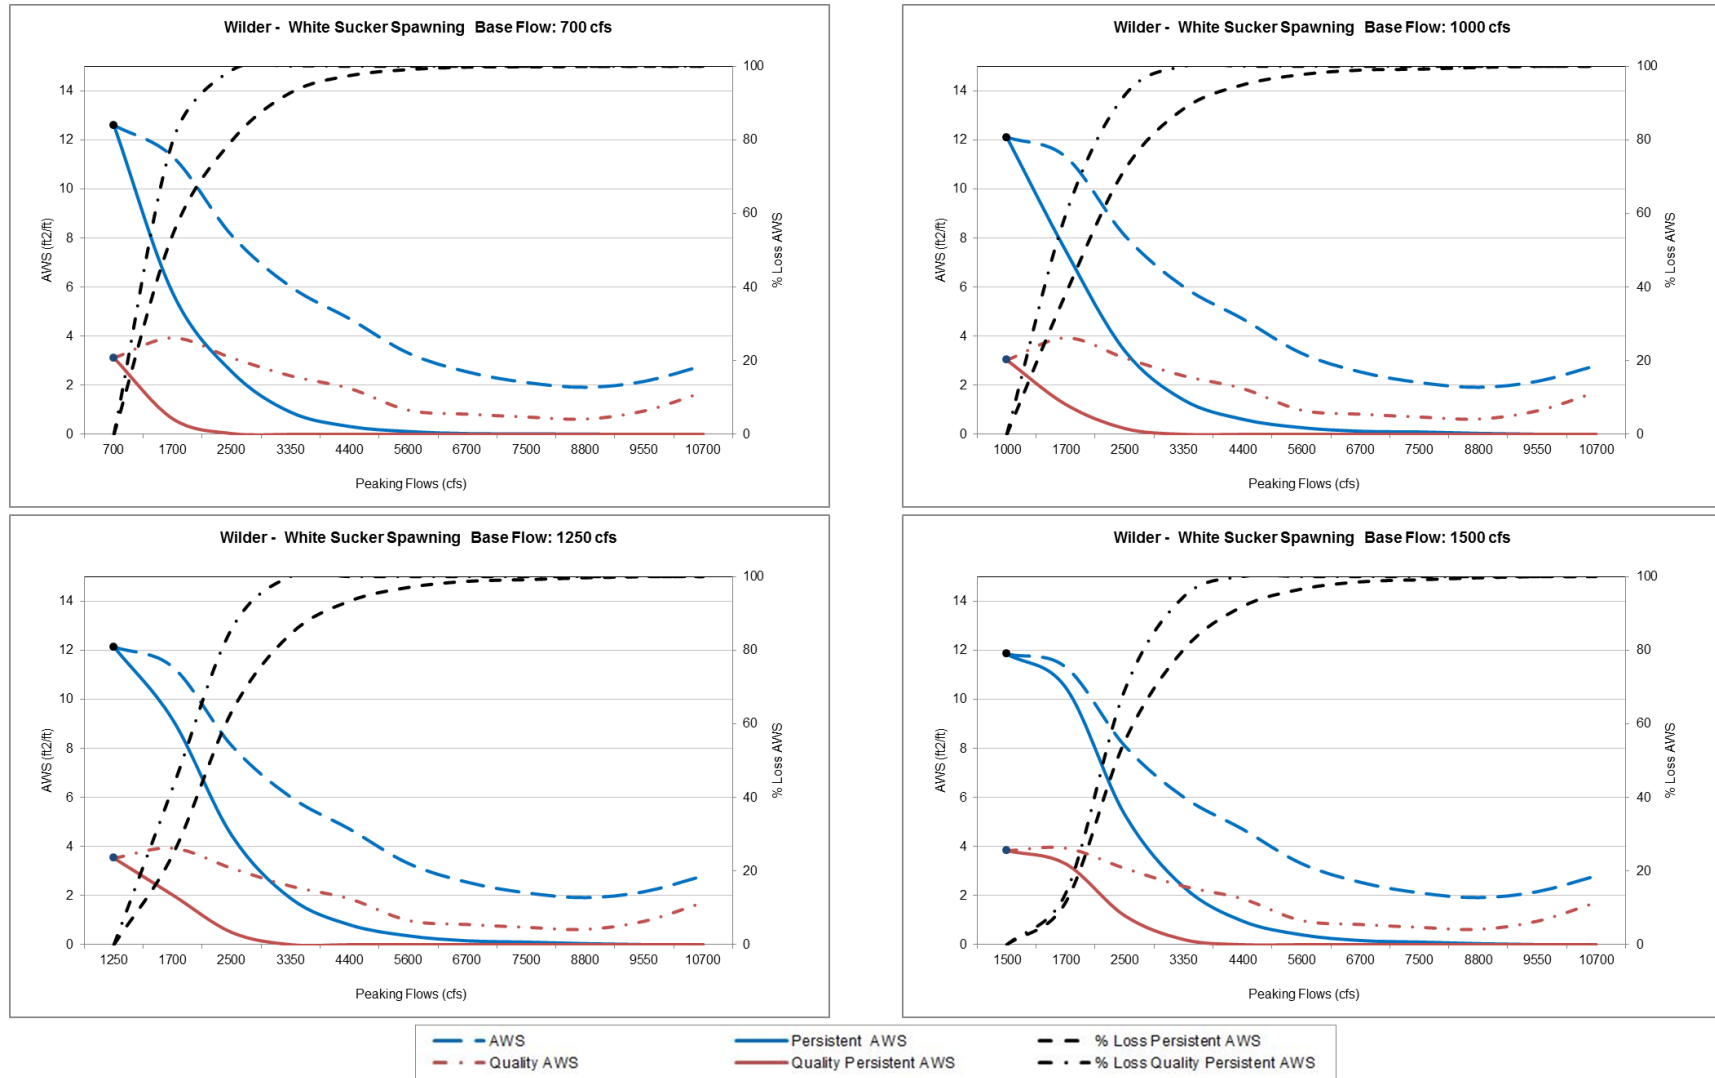 Wilder - White Sucker Spawning Base Flow: 700 cfs
AWS (ft2/ft)
14
12
10
8
6
4
2
0
100
80
60
40
20
0
% Loss AWS
700 1700 2500 3350 4400 5600 6700 7500 8800 9550 10700
Peaking Flows (cfs)
Wilder - White Sucker Spawning Base Flow: 1000 cfs
AWS (ft2/ft)
14
12
10
8
6
4
2
0
100
80
60
40
20
0
% Loss AWS
1000 1700 2500 3350 4400 5600 6700 7500 8800 9550 10700
Peaking Flows (cfs)
Wilder - White Sucker Spawning Base Flow: 1250 cfs
AWS (ft2/ft)
14
12
10
8
6
4
2
0
100
80
60
40
20
0
% Loss AWS
1250 1700 2500 3350 4400 5600 6700 7500 8800 9550 10700
Peaking Flows (cfs)
Wilder - White Sucker Spawning Base Flow: 1500 cfs
AWS (ft2/ft)
14
12
10
8
6
4
2
0
100
80
60
40
20
0
% Loss AWS
1500 1700 2500 3350 4400 5600 6700 7500 8800 9550 10700
Peaking Flows (cfs)
AWS Persistent AWS % Loss Persistent AWS
Quality AWS Quality Persistent AWS % Loss Quality Persistent AWS